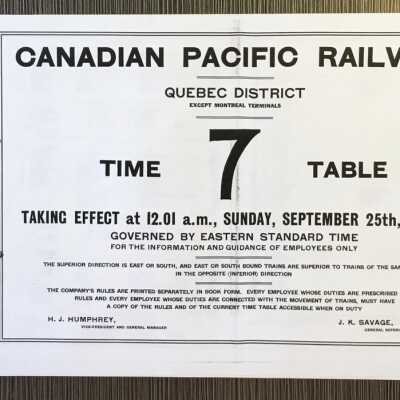 CANADIAN PACIFIC RAILW
QUEBEC DISTRICT
EXCEPT MONTREAL TERMINALS
TIME 7 TABLE
TAKING EFFECT at 12.01 a.m., SUNDAY, SEPTEMBER 25th,
GOVERNED BY EASTERN STANDARD TIME
FOR THE INFORMATION AND GUIDANCE OF EMPLOYEES ONLY
THE SUPERIOR DIRECTION IS EAST OR SOUTH, AND EAST OR SOUTH BOUND TRAINS ARE SUPERIOR TO TRAINS OF THE SA
IN THE OPPOSITE (INFERIOR) DIRECTION
THE COMPANY'S RULES ARE PRINTED SEPARATELY IN BOOK FORM. EVERY EMPLOYEE WHOSE DUTIES ARE PRESCRIBED
RULES AND EVERY EMPLOYEE WHOSE DUTIES ARE CONNECTED WITH THE MOVEMENT OF TRAINS, MUST HAVE
A COPY OF THE RULES AND OF THE CURRENT TIME TABLE ACCESSIBLE WHEN ON DUTY
H. J. HUMPHREY, J. K. SAVAGE,
VICE-PRESIDENT AND GENERAL MANAGER GENERAL